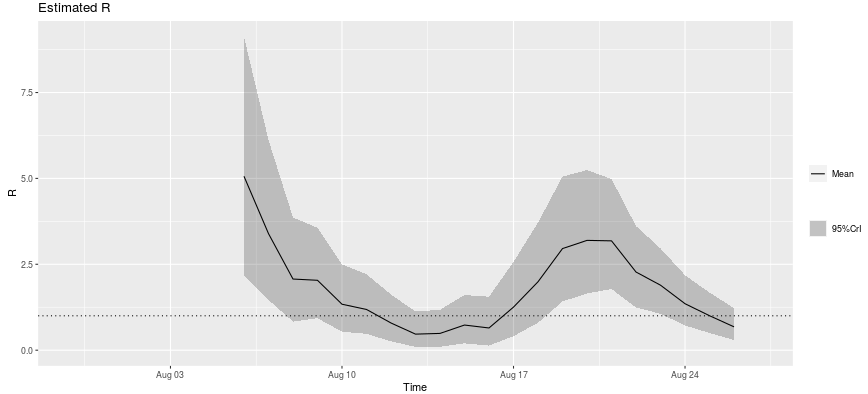 Estimated R
7.5
5.0
2.5
0.0
R
Aug 03
Aug 10
Aug 17
Aug 24
Time
Mean
95%CrI